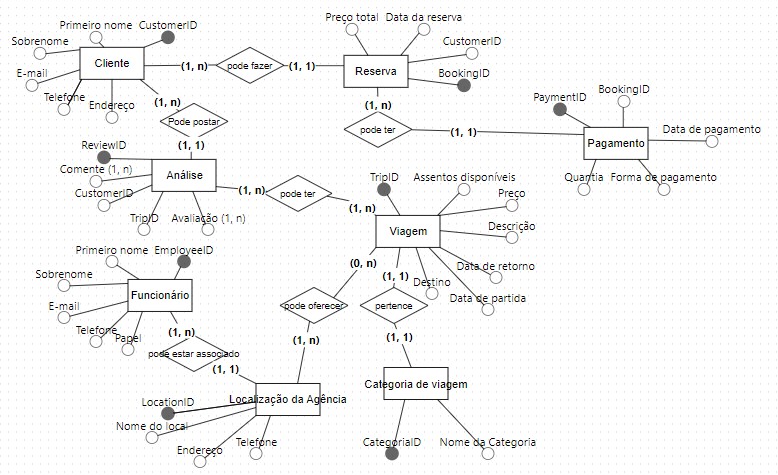 Preço total
Data da reserva
Primeiro nome
CustomerID
Sobrenome
CustomerID
Cliente
(1, n)
pode fazer
(1, 1)
Reserva
E-mail
BookingID
Telefone
Endereço
(1, n)
(1, n)
PaymentID
BookingID
Pode postar
pode ter
(1, 1)
Data de pagamento
ReviewID
(1, 1)
Pagamento
Comente (1, n)
Análise
TripID
Assentos disponíveis
Quantia
Forma de pagamento
CustomerID
(1, n)
pode ter
Preço
(1, n)
TripID
Avaliação (1, n)
Viagem
Descrição
Primeiro nome
EmployeeID
(0, n)
Data de retorno
Sobrenome
(1, 1)
Destino
Funcionário
Data de partida
E-mail
pode oferecer
pertence
Telefone
Papel
(1, n)
(1, n)
(1, 1)
pode estar associado
(1, 1)
Localização da Agência
Categoria de viagem
LocationID
Nome do local
Endereço
Telefone
CategoriaID
Nome da Categoria